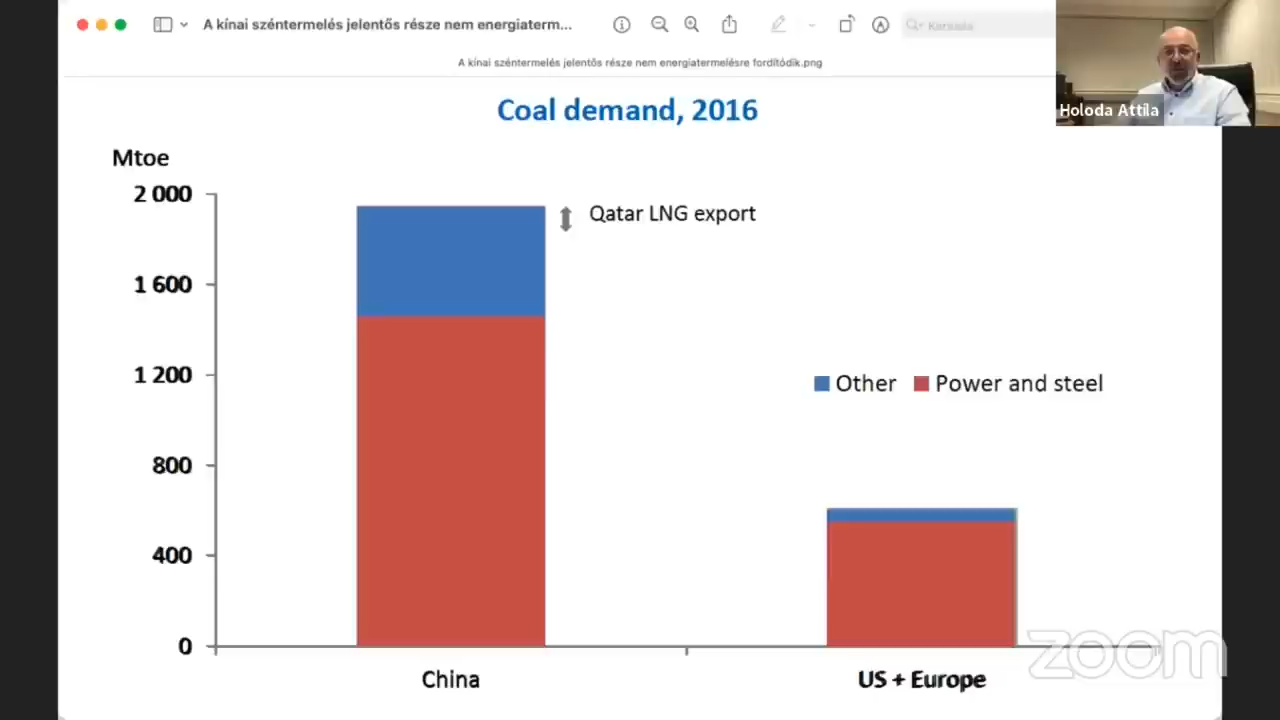 A kínai széntermelés jelentős része nem energiaterm...
Keresés
A kínai széntermelés jelentős része nem energiatermelésre fordítódik.png
Holoda Attila
Coal demand, 2016
Mtoe
2 000
Qatar LNG export
1 600
1 200
Other
Power and steel
800
400
0
China
US + Europe
zoom